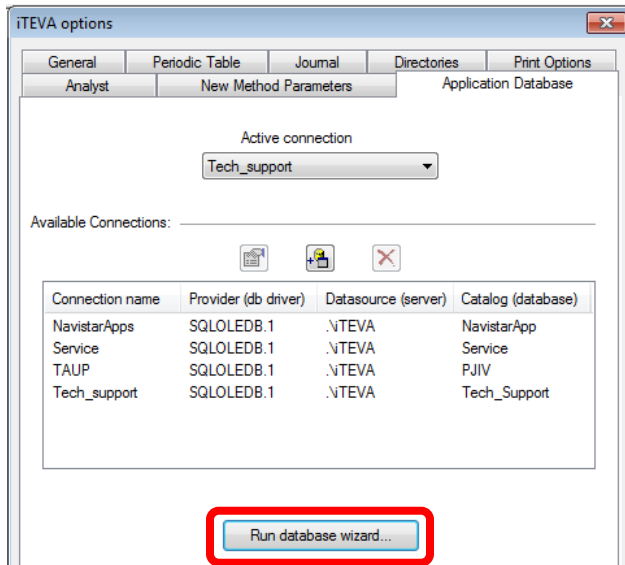 iTEVA options
General Periodic Table Journal Directories Print Options
Analyst New Method Parameters Application Database
Active connection
Tech_support
Available Connections:
Connection name Provider (db driver) Datasource (server) Catalog (database)
NavistarApps SQLOLEDB.1 .\iTEVA NavistarApp
Service SQLOLEDB.1 .\iTEVA Service
TAUP SQLOLEDB.1 .\iTEVA PJIV
Tech_support SQLOLEDB.1 .\iTEVA Tech_Support
Run database wizard...